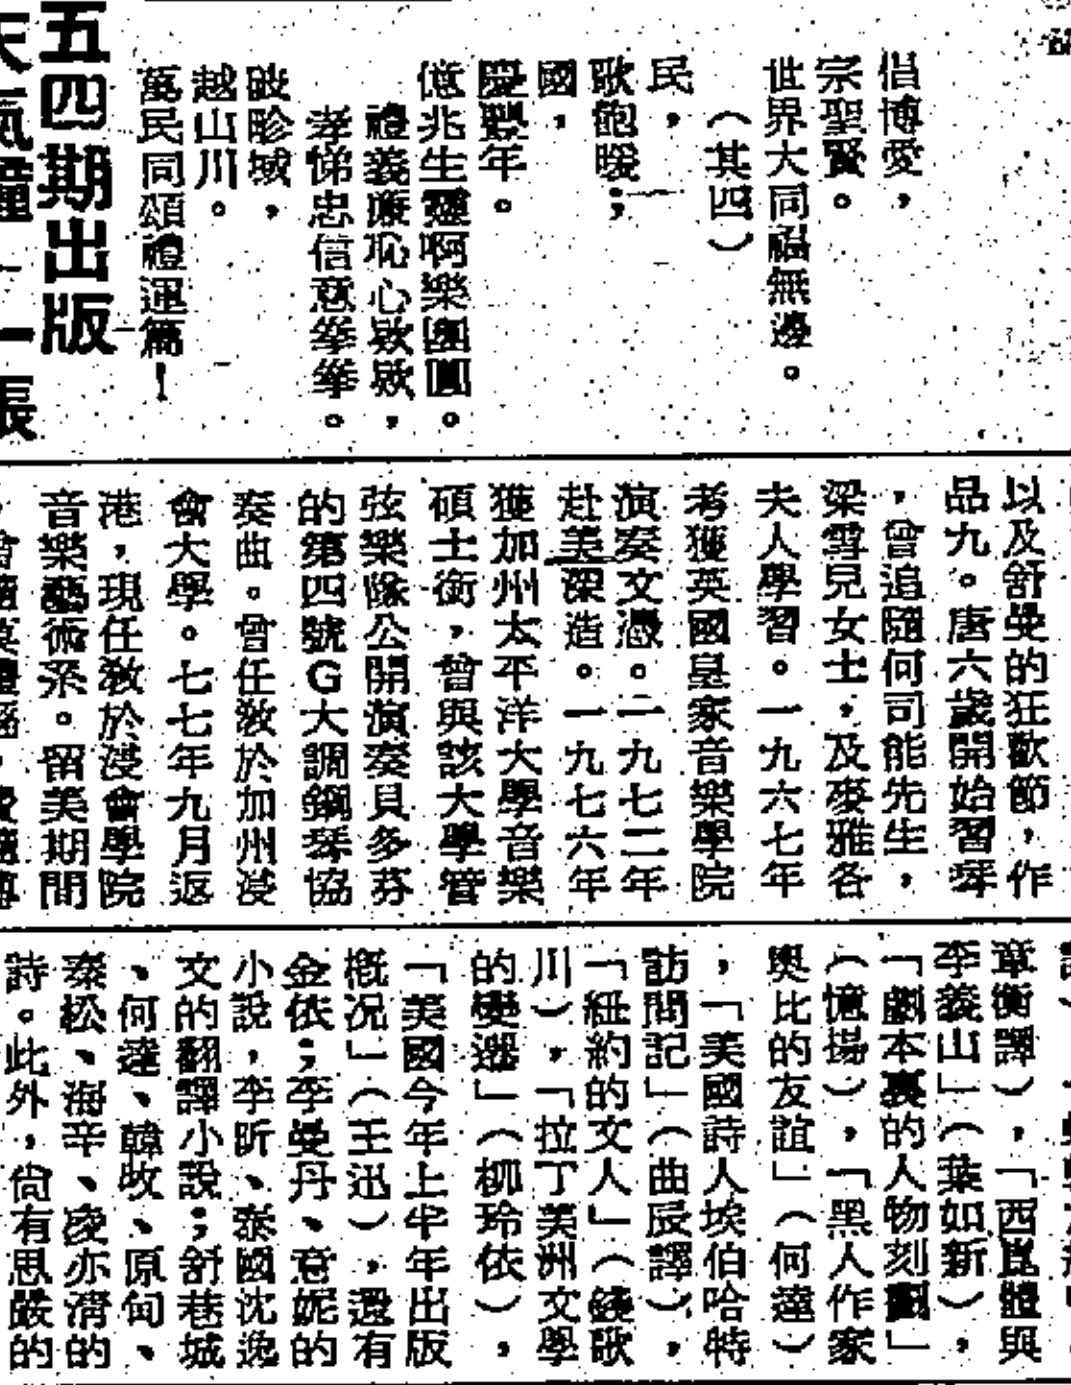 倡博愛，
宗聖賢。
世界大同福無邊。
（其四）
民，
歌飽暖；
國，
慶豐年。
億兆生靈啊樂團圓。
禮義廉恥心歘歘，
孝悌忠信意拳拳。
破畛域，
越山川。
萬民同頌禮運篇！
五四期出版
以及舒曼的狂歡節，作
品九。唐六歲開始習琴
，曾追隨何司能先生，
梁雪兒女士，及麥雅各
夫人學習。一九六七年
考獲英國皇家音樂學院
演奏文憑。一九七二年
赴美深造。一九七六年
獲加州太平洋大學音樂
碩士銜，曾與該大學管
弦樂隊公開演奏貝多芬
的第四號G大調鋼琴協
奏曲。曾任教於加州浸
會大學。七七年九月返
港，現任教於浸會學院
音樂藝術系。留美期間
章衡譯），「西崑體與
李義山」（葉如新），
「劇本裏的人物刻劃」
（憶揚），「黑人作家
奧比的友誼」（何達）
，「美國詩人埃伯哈特
訪問記」（曲辰譯），
「紐約的文人」（繞歌
川），「拉丁美洲文學
的變遷」（柳玲依），
「美國今年上半年出版
概況」（王迅），還有
金依；李曼丹、意妮的
小說，李昕、泰國沈逸
文的翻譯小說；舒巷城
、何達、韓牧、原甸、
秦松、海辛、凌亦清的
詩。此外，尚有思嚴的